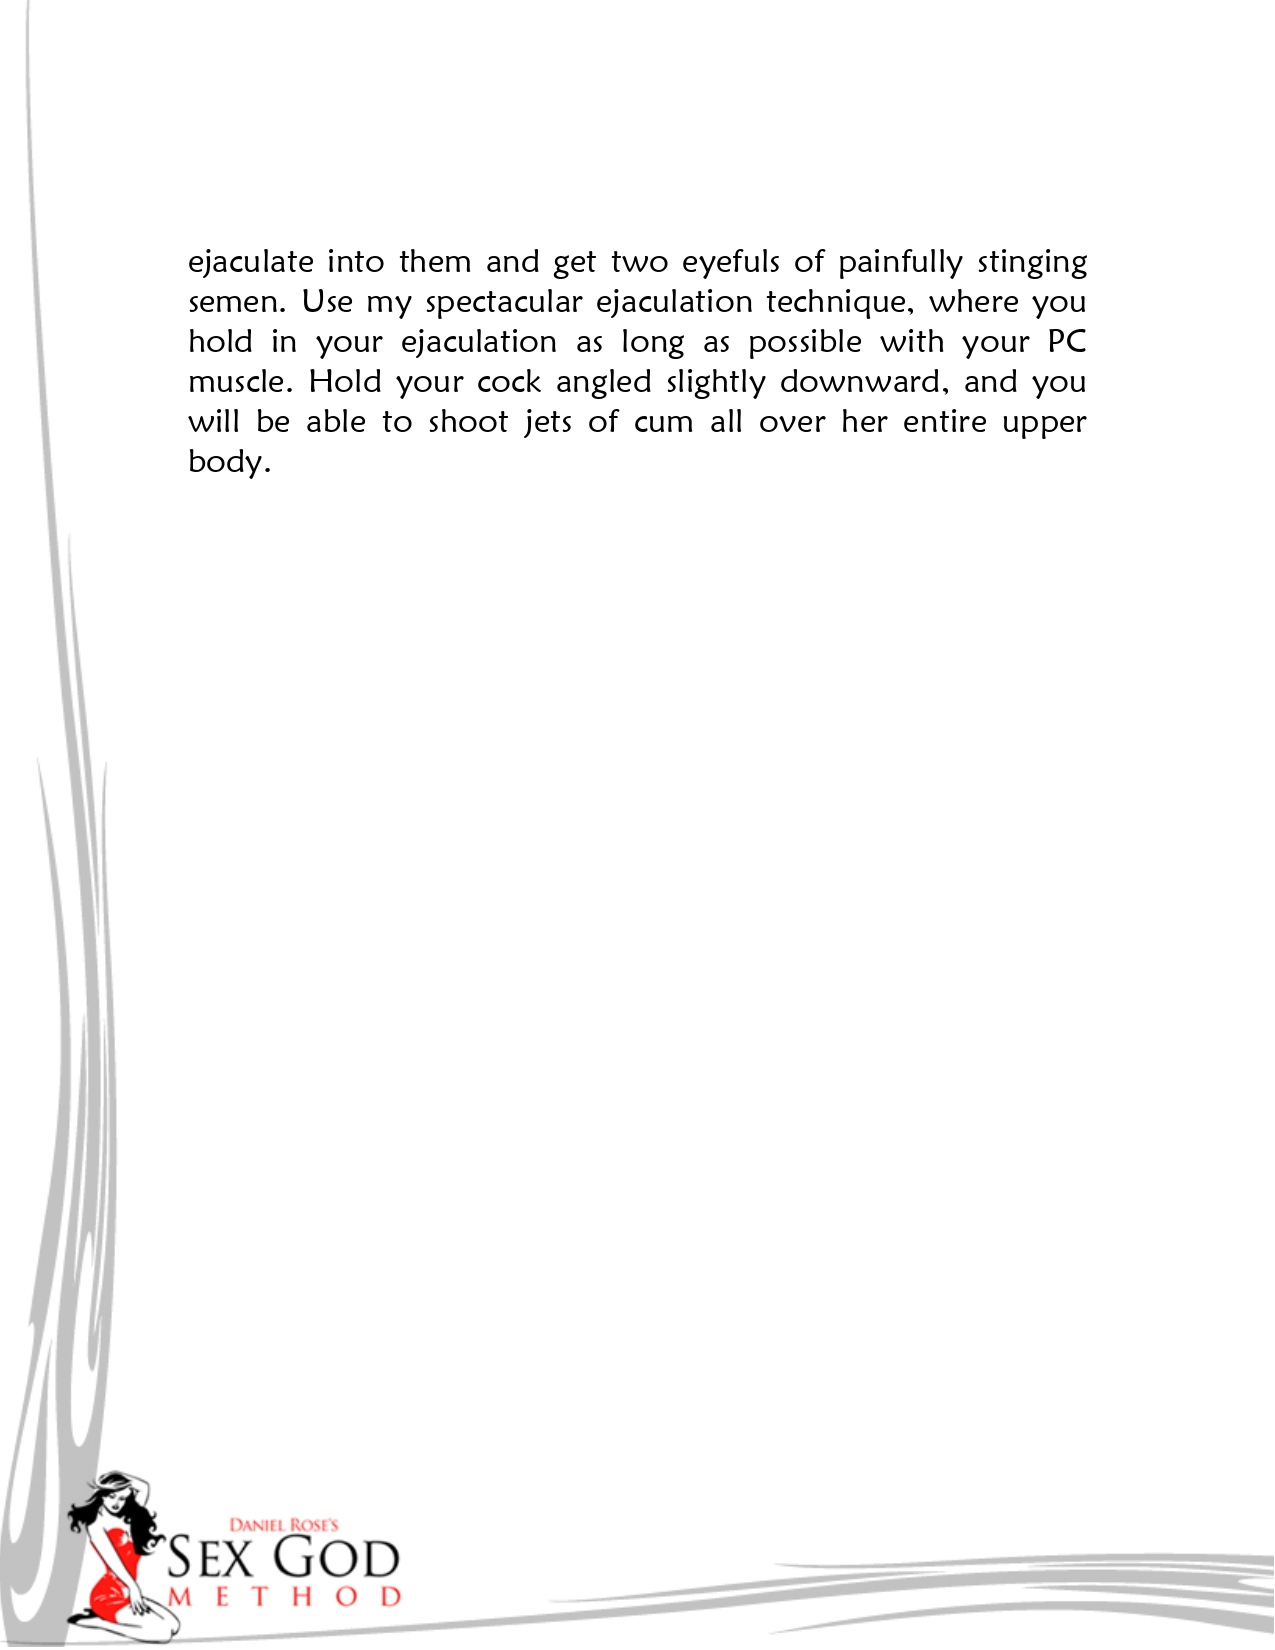 ejaculate into them and get two eyefuls of painfully stinging
semen. Use my spectacular ejaculation technique, where you
hold in your ejaculation as long as possible with your PC
muscle. Hold your cock angled slightly downward, and you
will be able to shoot jets of cum all over her entire upper
body.
DANIEL ROSE'S
SEX GOD
METHOD